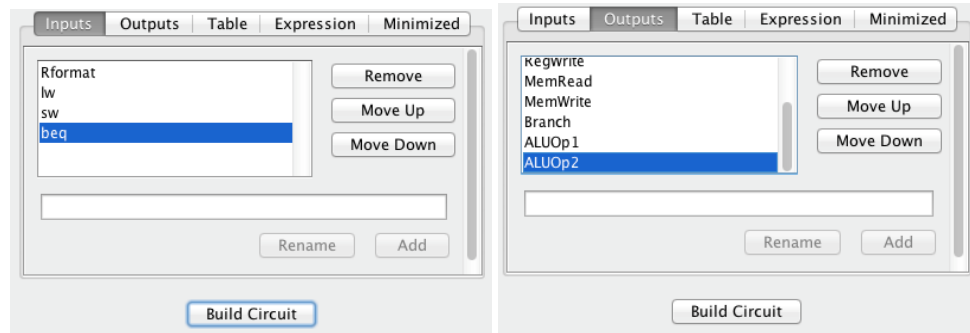 Inputs Outputs Table Expression Minimized
Rformat
lw
sw
beq
Remove
Move Up
Move Down
Rename Add
Build Circuit
Inputs Outputs Table Expression Minimized
RegWrite
MemRead
MemWrite
Branch
ALUOp1
ALUOp2
Remove
Move Up
Move Down
Rename Add
Build Circuit